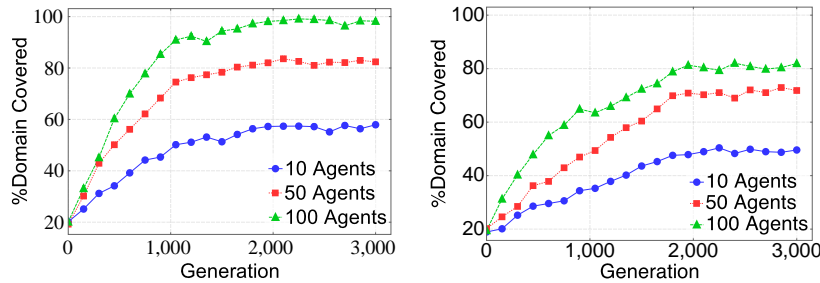 100
80
60
40
20
%Domain Covered
0
1,000
2,000
3,000
Generation
10 Agents
50 Agents
100 Agents
100
80
60
40
20
%Domain Covered
0
1,000
2,000
3,000
Generation
10 Agents
50 Agents
100 Agents